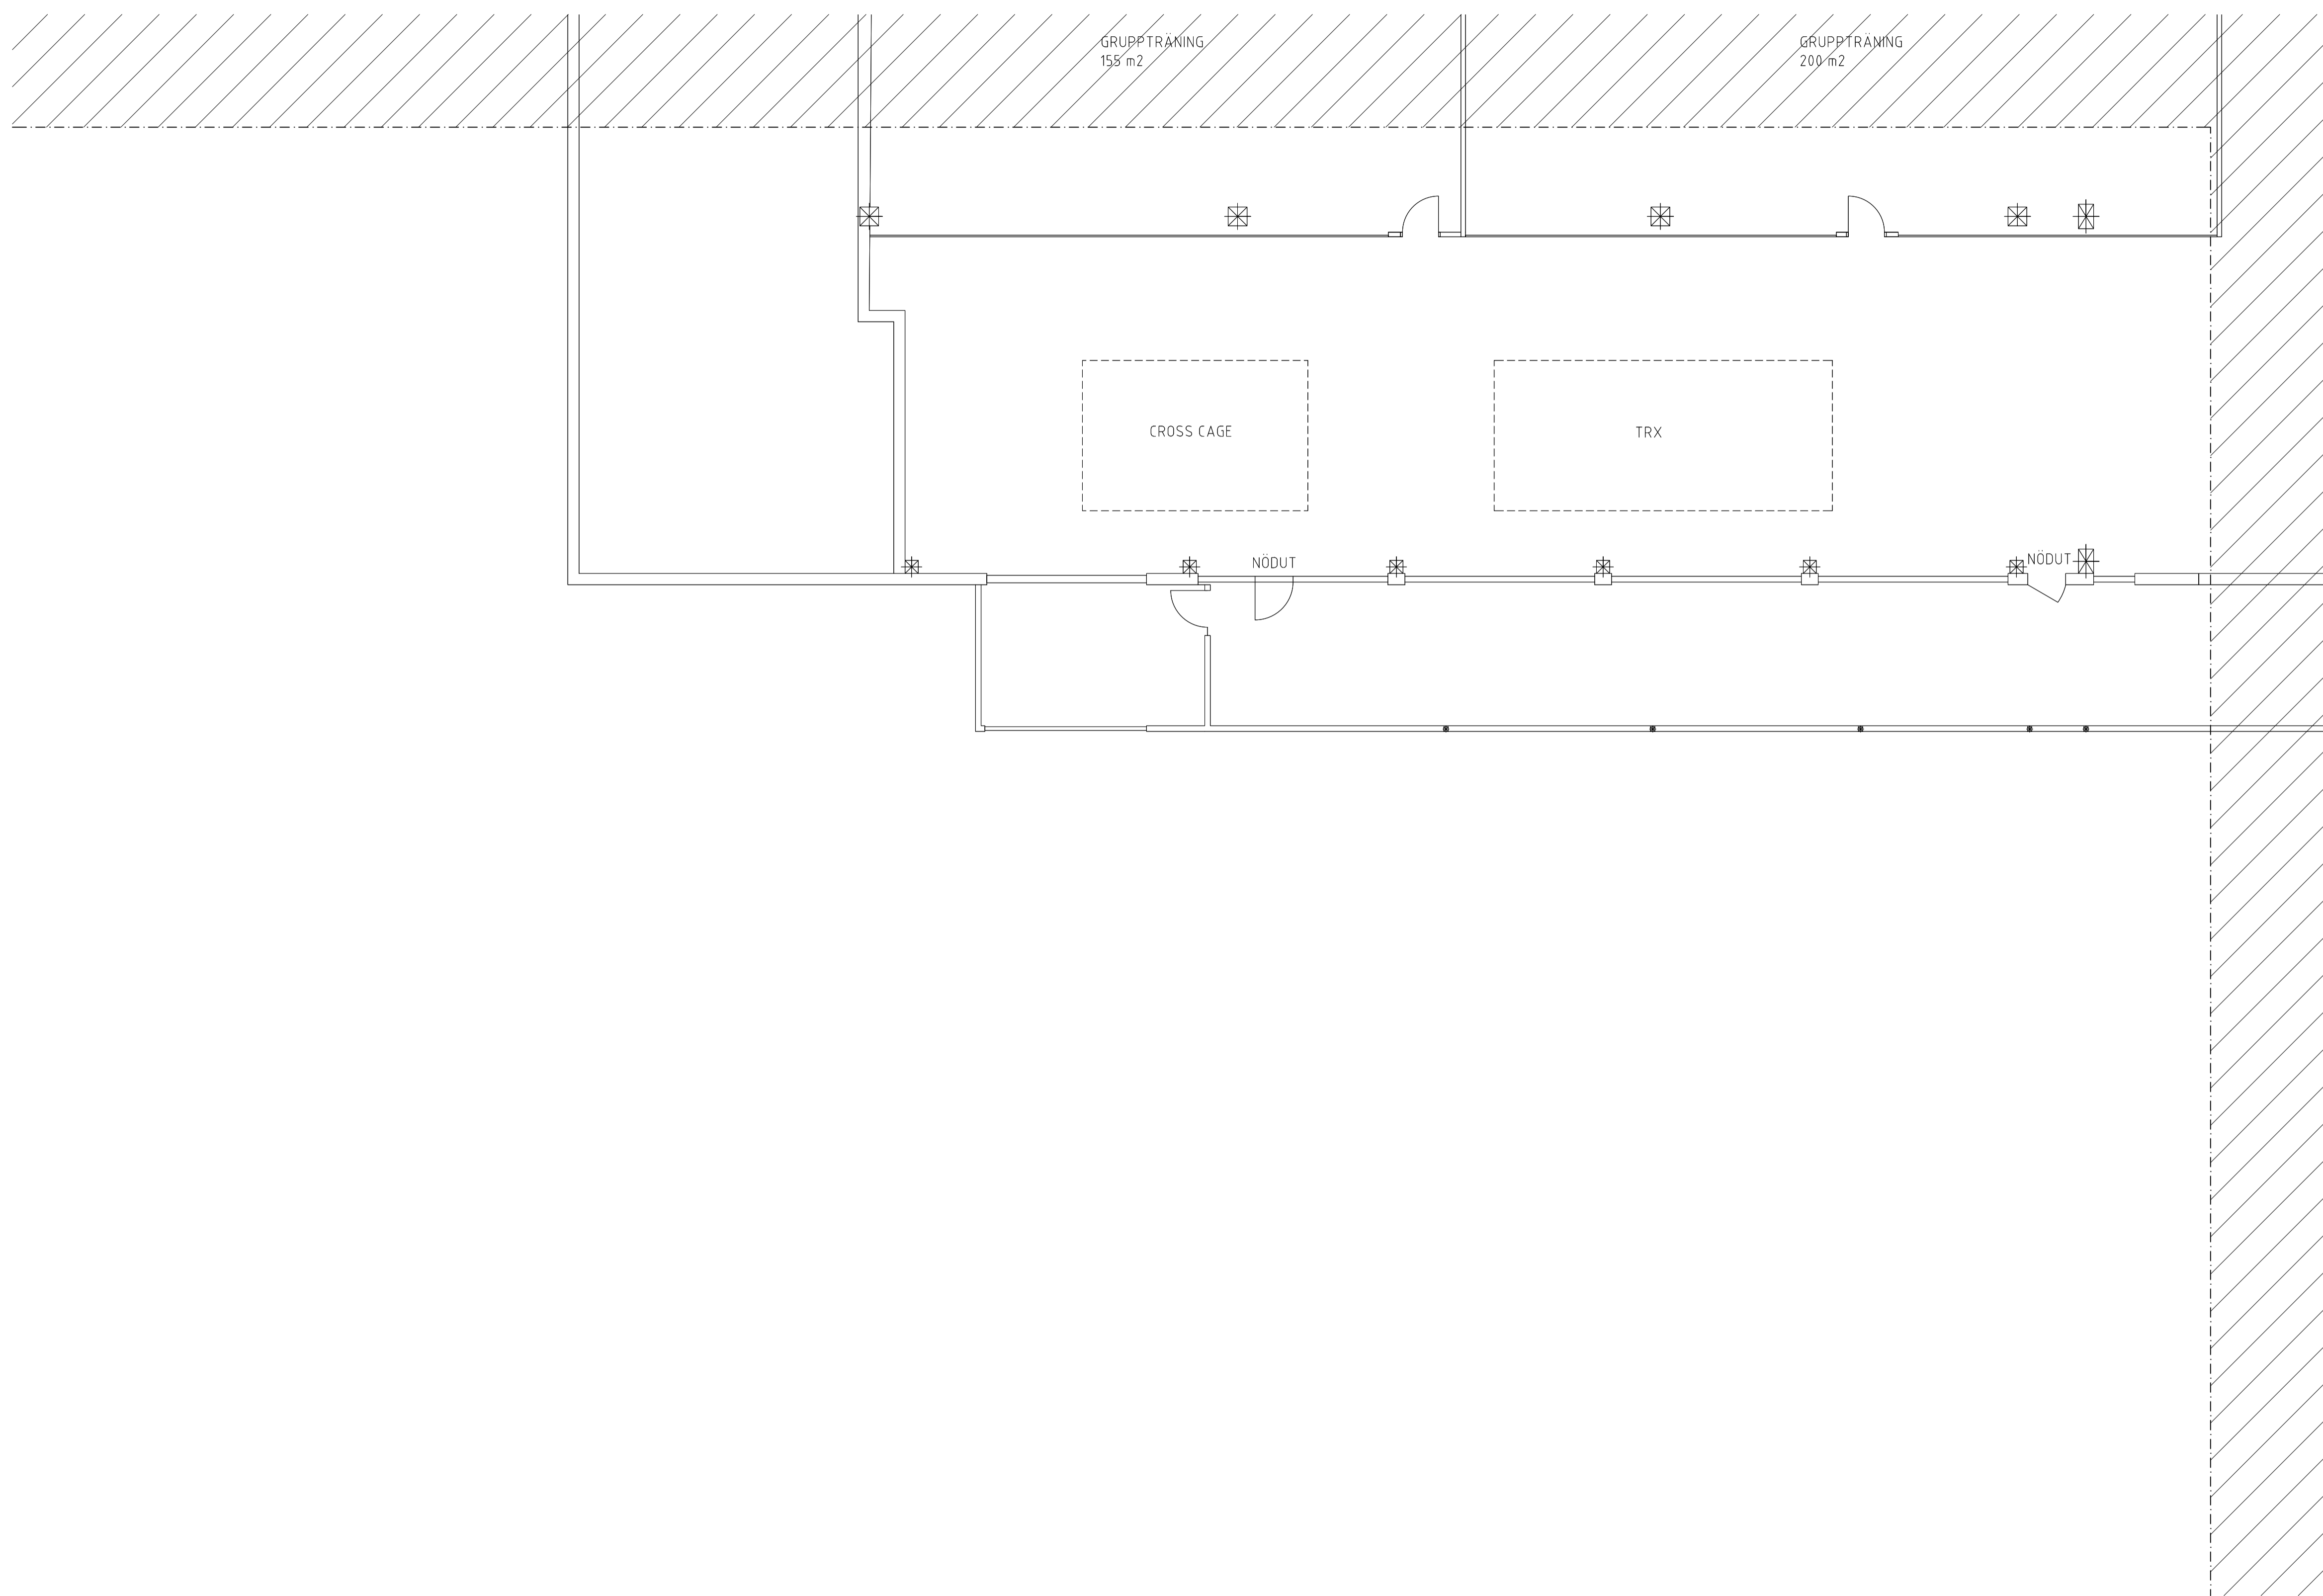 GRUPPTRÄNING
155 m2
GRUPPTRÄNING
200 m2
CROSS CAGE
TRX
NÖDUT
NÖDUT